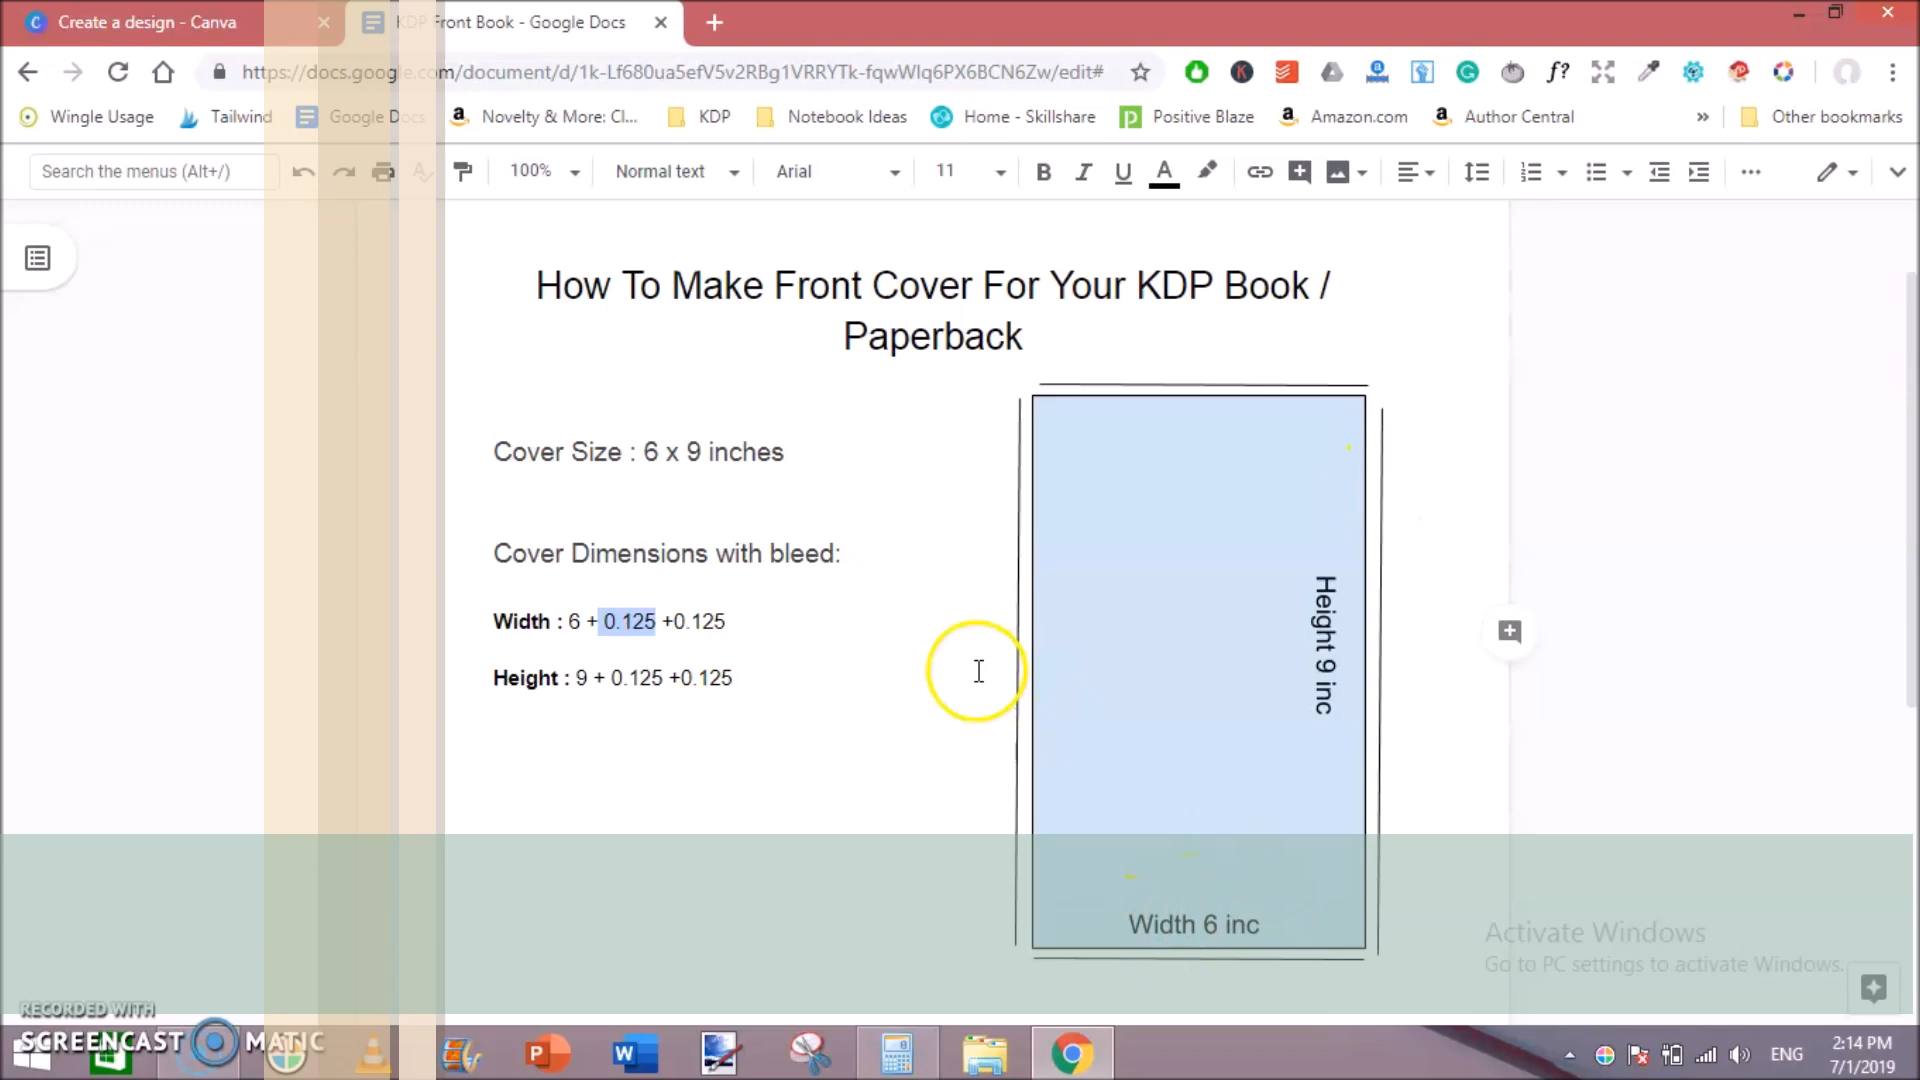 Create a design - Canva
KDP Front Book - Google Docs
https://docs.google.com/document/d/1k-Lf680ua5efV5v2RBg1VRRYTk-fqwWIq6PX6BCN6Zw/edit#
Wingle Usage
Tailwind
Google Docs
Novelty & More: Cl...
KDP
Notebook Ideas
Home - Skillshare
Positive Blaze
Amazon.com
Author Central
»
Other bookmarks
Search the menus (Alt+/)
100%
Normal text
Arial
11
How To Make Front Cover For Your KDP Book /
Paperback
Cover Size : 6 x 9 inches
Cover Dimensions with bleed:
Width : 6 + 0.125 +0.125
Height : 9 + 0.125 +0.125
Height 9 inc
Width 6 inc
Activate Windows
Go to PC settings to activate Windows.
RECORDED WITH
SCREENCAST MATIC
ENG
2:14 PM
7/1/2019